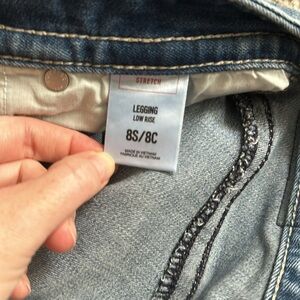 STRETCH
LEGGING
LOW RISE
8S/8C
MADE IN VIETNAM
FABRIQUÉ AU VIETNAM